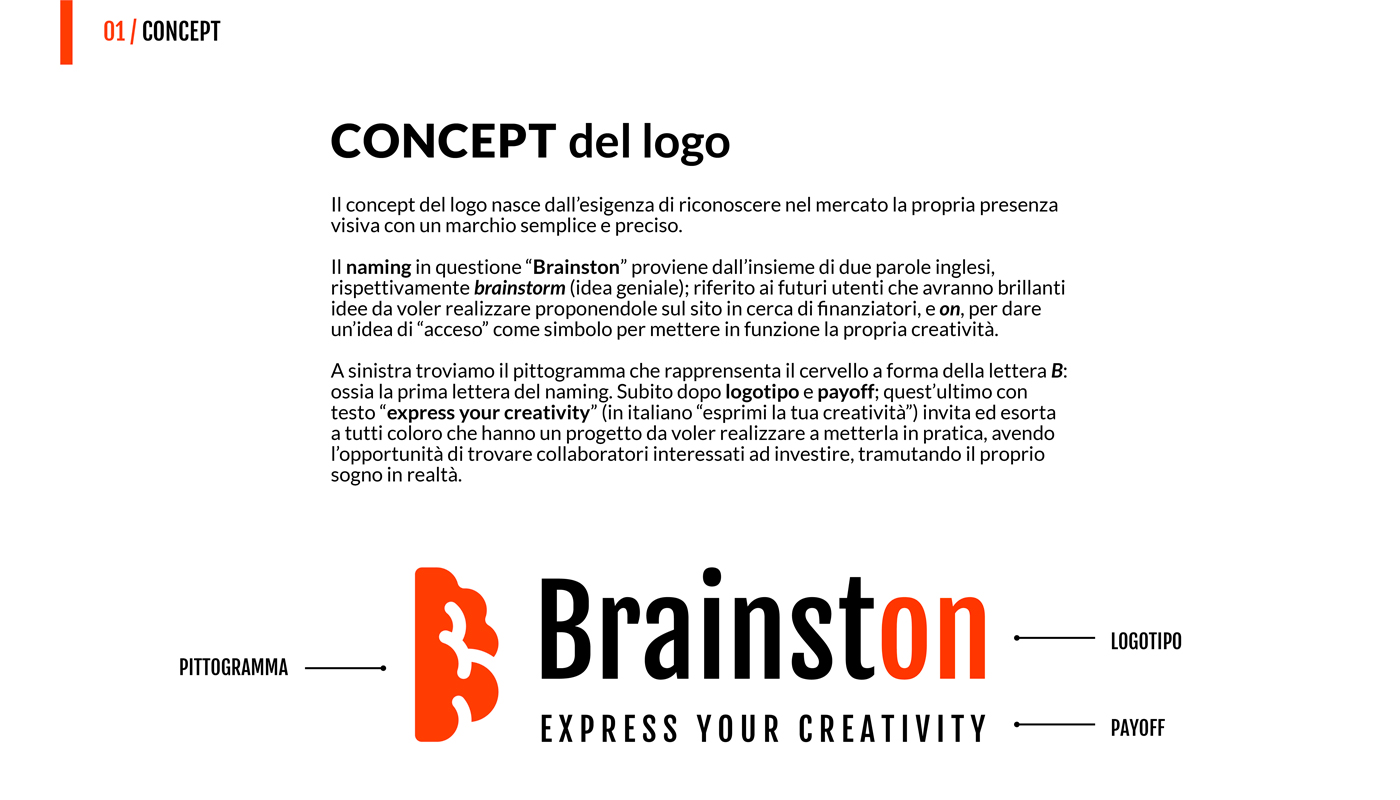 01 / CONCEPT
CONCEPT del logo
Il concept del logo nasce dall’esigenza di riconoscere nel mercato la propria presenza
visiva con un marchio semplice e preciso.
Il naming in questione “Brainston” proviene dall’insieme di due parole inglesi,
rispettivamente brainstorm (idea geniale); riferito ai futuri utenti che avranno brillanti
idee da voler realizzare proponendole sul sito in cerca di finanziatori, e on, per dare
un’idea di “acceso” come simbolo per mettere in funzione la propria creatività.
A sinistra troviamo il pittogramma che rapprensenta il cervello a forma della lettera B:
ossia la prima lettera del naming. Subito dopo logotipo e payoff; quest’ultimo con
testo “express your creativity” (in italiano “esprimi la tua creatività”) invita ed esorta
a tutti coloro che hanno un progetto da voler realizzare a metterla in pratica, avendo
l’opportunità di trovare collaboratori interessati ad investire, tramutando il proprio
sogno in realtà.
Brainston
LOGOTIPO
PITTOGRAMMA
EXPRESS YOUR CREATIVITY
PAYOFF